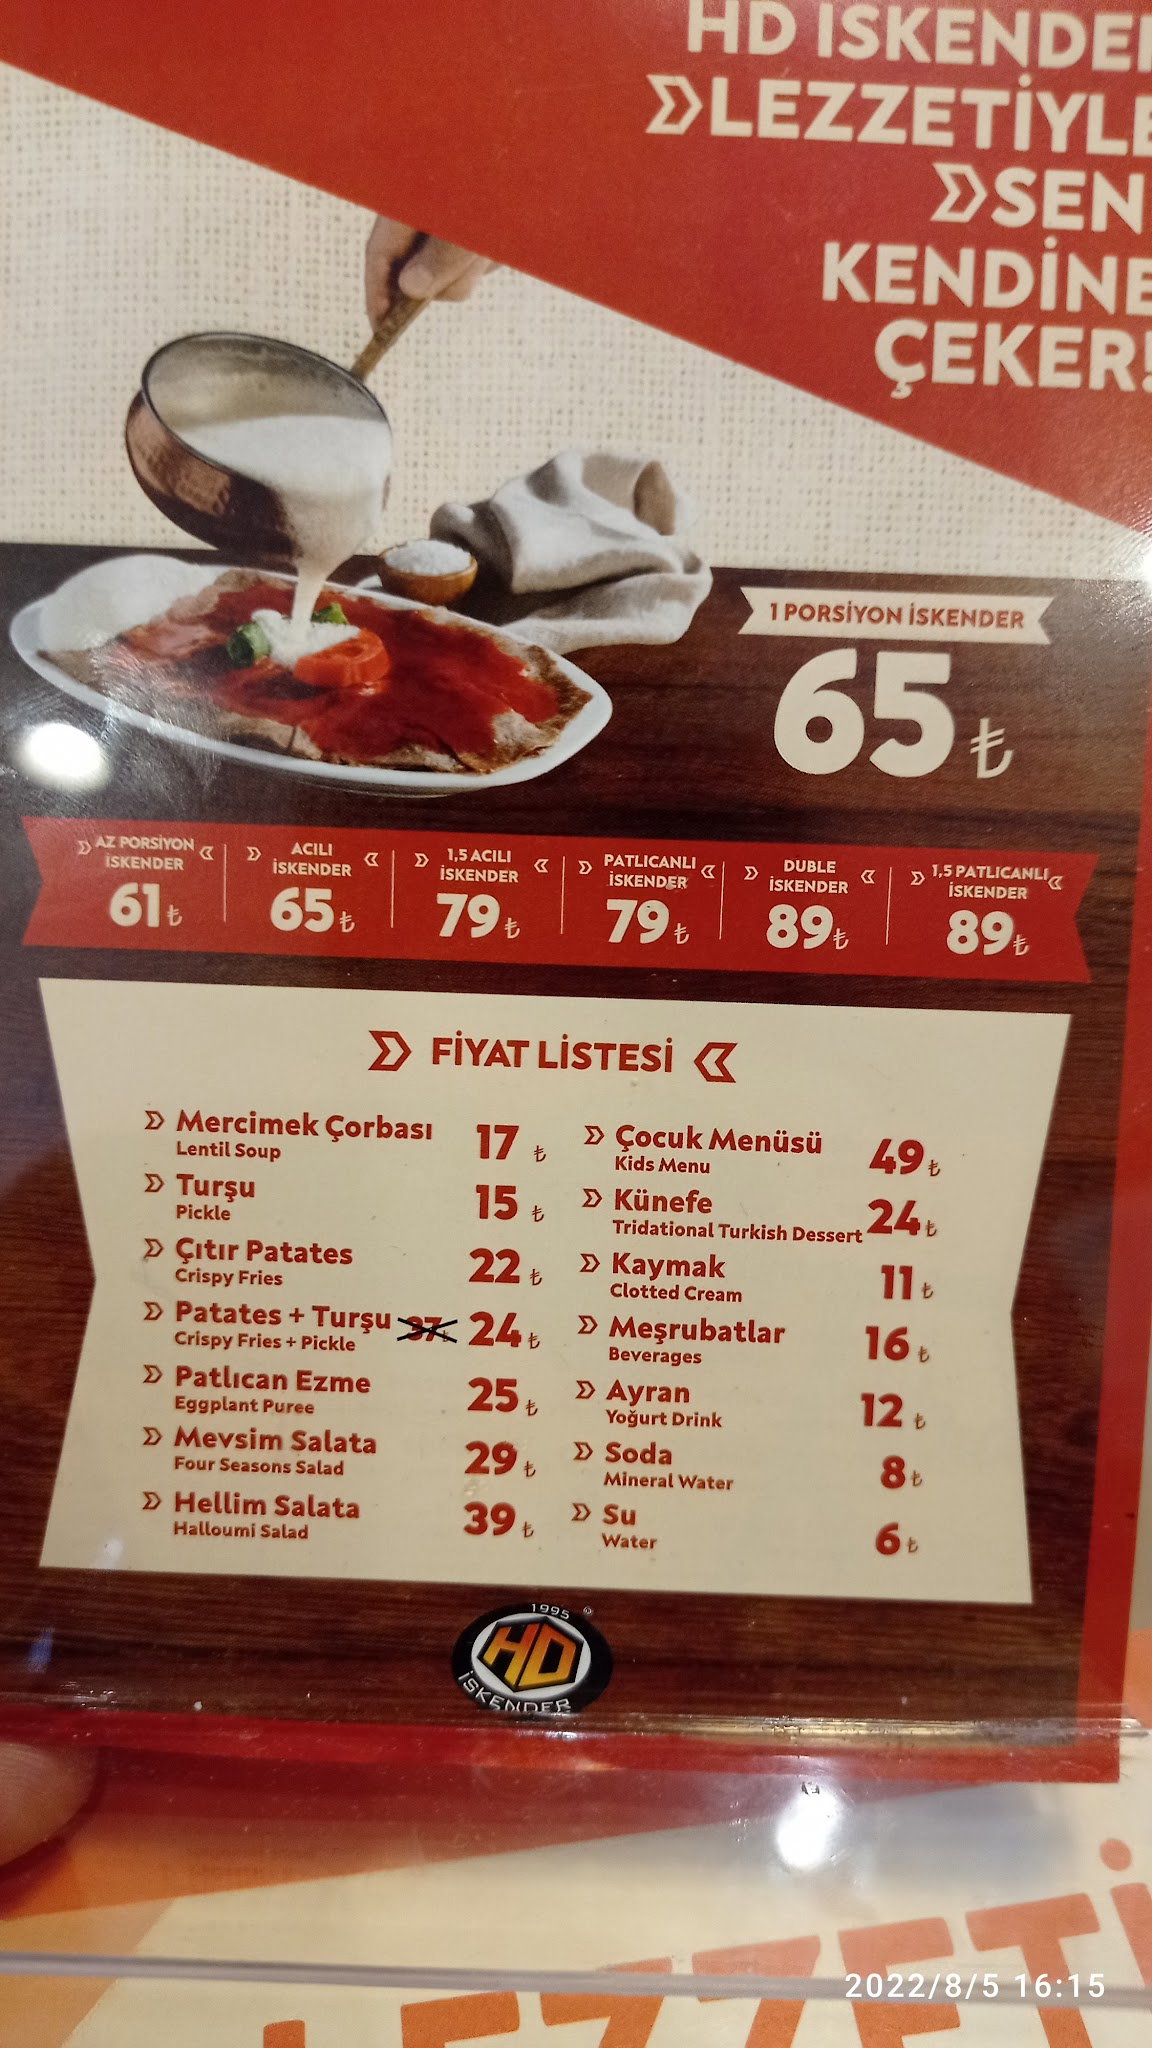 HD İSKENDE
LEZZETİYLE
SEN
KENDİNE
ÇEKER!
1 PORSİYON İSKENDER
65 ₺
AZ PORSİYON
İSKENDER
61 ₺
ACILI
İSKENDER
65 ₺
1,5 ACILI
İSKENDER
79 ₺
PATLICANLI
İSKENDER
79 ₺
DUBLE
İSKENDER
89 ₺
1,5 PATLICANLI
İSKENDER
89 ₺
FİYAT LİSTESİ
Mercimek Çorbası 17 ₺
Lentil Soup
Turşu 15 ₺
Pickle
Çıtır Patates 22 ₺
Crispy Fries
Patates + Turşu 37₺ 24 ₺
Crispy Fries + Pickle
Patlıcan Ezme 25 ₺
Eggplant Puree
Mevsim Salata 29 ₺
Four Seasons Salad
Hellim Salata 39 ₺
Halloumi Salad
Çocuk Menüsü 49 ₺
Kids Menu
Künefe 24 ₺
Tridational Turkish Dessert
Kaymak 11 ₺
Clotted Cream
Meşrubatlar 16 ₺
Beverages
Ayran 12 ₺
Yoğurt Drink
Soda 8 ₺
Mineral Water
Su 6 ₺
Water
1995 ©
HD
İSKENDER
LEZZETİ
2022/8/5 16:15